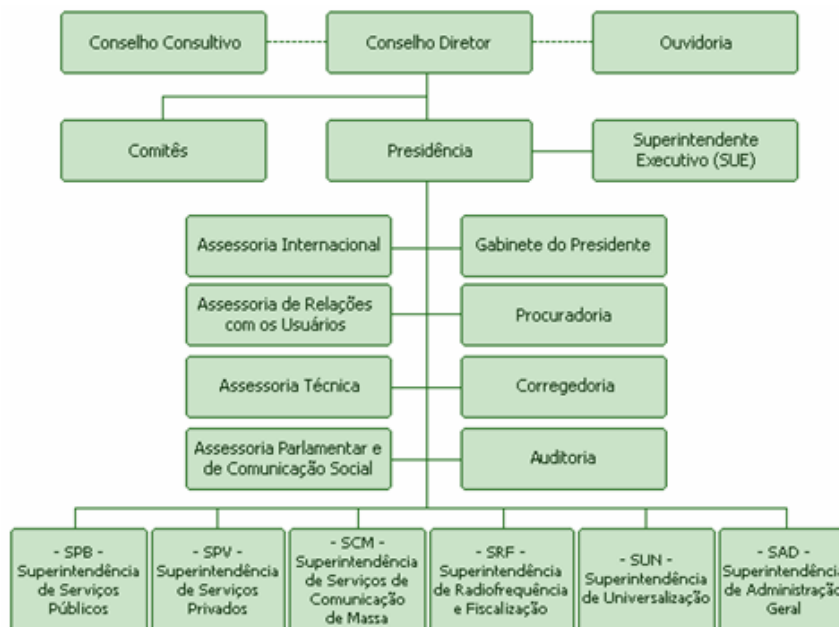 Conselho Consultivo
Conselho Diretor
Ouvidoria
Comitês
Presidência
Superintendente
Executivo (SUE)
Assessoria Internacional
Gabinete do Presidente
Assessoria de Relações
com os Usuários
Procuradoria
Assessoria Técnica
Corregedoria
Assessoria Parlamentar e
de Comunicação Social
Auditoria
- SPB -
Superintendência
de Serviços
Públicos
- SPV -
Superintendência
de Serviços
Privados
- SCM -
Superintendência
de Serviços de
Comunicação
de Massa
- SRF -
Superintendência
de Radiofrequência
e Fiscalização
- SUN -
Superintendência
de Universalização
- SAD -
Superintendência
de Administração
Geral